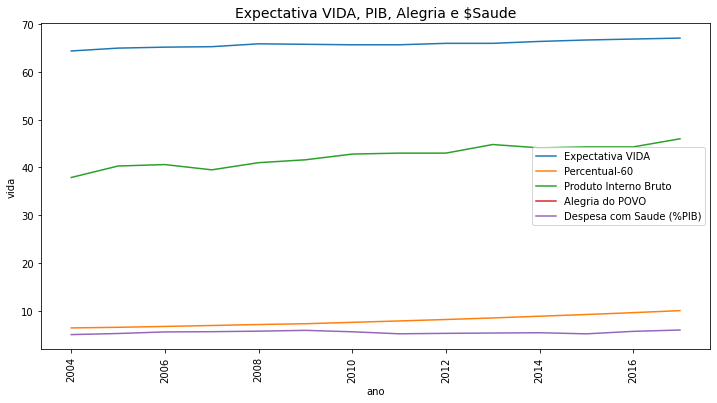 Expectativa VIDA, PIB, Alegria e $Saude
70
60
50
40
30
20
10
vida
Expectativa VIDA
Percentual-60
Produto Interno Bruto
Alegria do POVO
Despesa com Saude (%PIB)
2004
2006
2008
2010
2012
2014
2016
ano